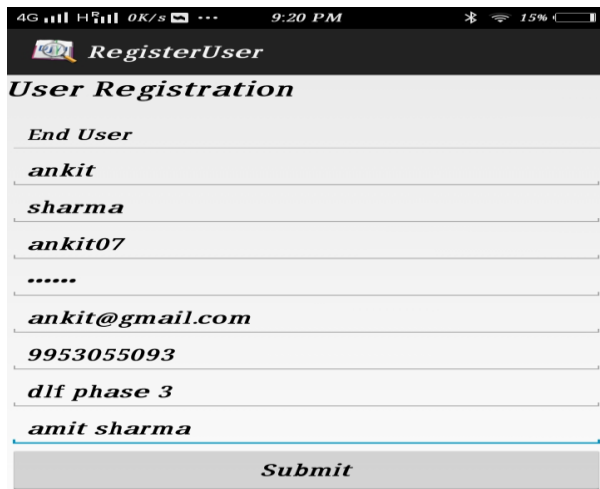 4G H R 0K/s ... 9:20 PM 15%
RegisterUser
User Registration
End User
ankit
sharma
ankit07
••••••
ankit@gmail.com
9953055093
dlf phase 3
amit sharma
Submit